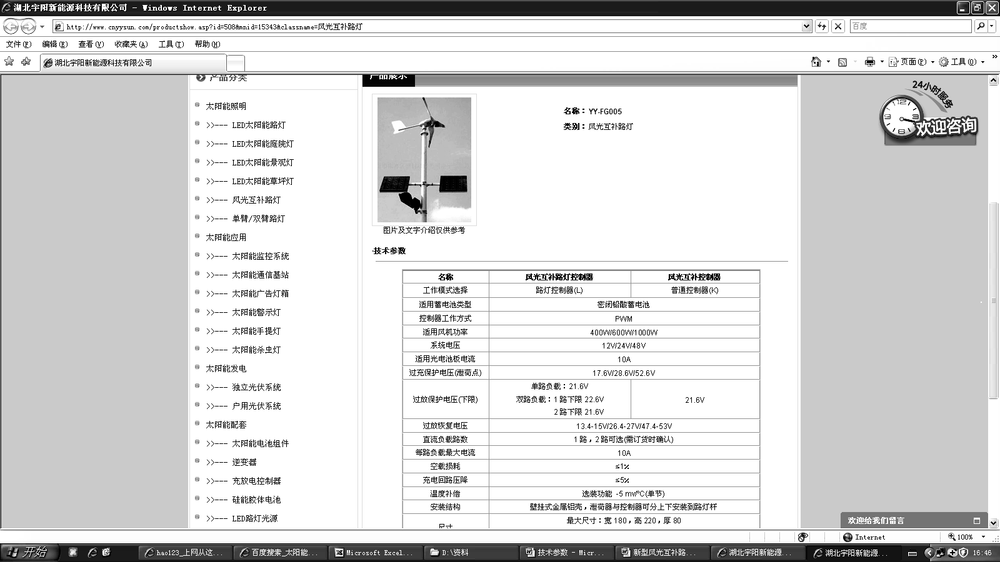 湖北宇阳新能源科技有限公司 - Windows Internet Explorer
http://www.cnyysun.com/productshow.asp?id=508&mnid=15343&classname=风光互补路灯
百度
文件(F) 编辑(E) 查看(V) 收藏夹(A) 工具(T) 帮助(H)
湖北宇阳新能源科技有限公司
页面(P) 工具(O)
产品分类
太阳能照明
>>--- LED太阳能路灯
>>--- LED太阳能庭院灯
>>--- LED太阳能景观灯
>>--- LED太阳能草坪灯
>>--- 风光互补路灯
>>--- 单臂/双臂路灯
太阳能应用
>>--- 太阳能监控系统
>>--- 太阳能通信基站
>>--- 太阳能广告灯箱
>>--- 太阳能警示灯
>>--- 太阳能手提灯
>>--- 太阳能杀虫灯
太阳能发电
>>--- 独立光伏系统
>>--- 户用光伏系统
太阳能配套
>>--- 太阳能电池组件
>>--- 逆变器
>>--- 充放电控制器
>>--- 硅能胶体电池
>>--- LED路灯光源
产品展示
名称：YY-FG005
类别：风光互补路灯
图片及文字介绍仅供参考
·技术参数
名称 风光互补路灯控制器 风光互补控制器
工作模式选择 路灯控制器(L) 普通控制器(K)
适用蓄电池类型 密闭铅酸蓄电池
控制器工作方式 PWM
适用风机功率 400W/600W/1000W
系统电压 12V/24V/48V
适用光电池板电流 10A
过充保护电压(泄荷点) 17.6V/28.6V/52.6V
过放保护电压(下限) 单路负载：21.6V
双路负载：1路下限 22.6V
2路下限 21.6V
21.6V
过放恢复电压 13.4-15V/26.4-27V/47.4-53V
直流负载路数 1路，2路可选(需订货时确认)
每路负载最大电流 10A
空载损耗 ≤1%
充电回路压降 ≤5%
温度补偿 选装功能 -5 mv/°C(单节)
安装结构 壁挂式金属铝壳，泄荷器与控制器可分上下安装到路灯杆
尺寸 最大尺寸：宽 180，高 220，厚 80
24小时服务
欢迎咨询
欢迎给我们留言
Internet 100%
开始 hao123_上网从这... 百度搜索_太阳能... Microsoft Excel... D:\资料 技术参数 - Micr... 新型风光互补路... 湖北宇阳新能源... 湖北宇阳新能源... 16:46